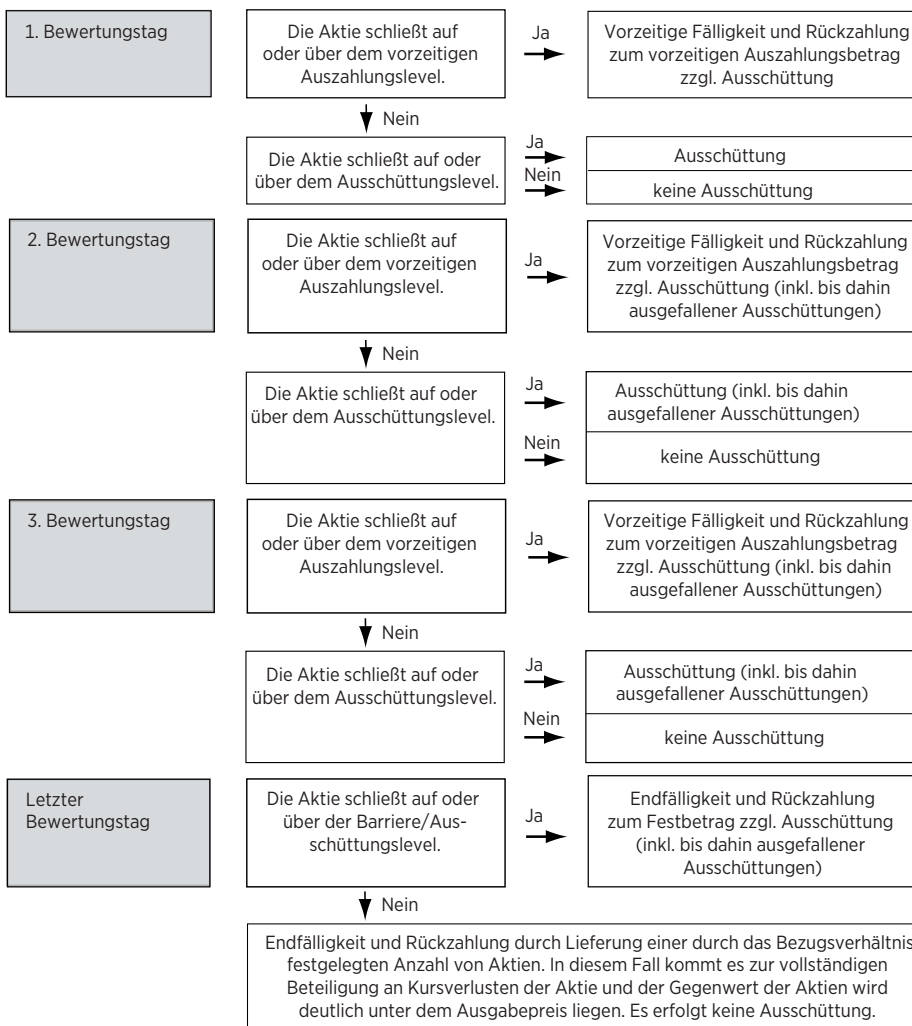 1. Bewertungstag
Die Aktie schließt auf
oder über dem vorzeitigen
Auszahlungslevel.
Ja
Vorzeitige Fälligkeit und Rückzahlung
zum vorzeitigen Auszahlungsbetrag
zzgl. Ausschüttung
Nein
Die Aktie schließt auf oder
über dem Ausschüttungslevel.
Ja
Ausschüttung
Nein
keine Ausschüttung
2. Bewertungstag
Die Aktie schließt auf
oder über dem vorzeitigen
Auszahlungslevel.
Ja
Vorzeitige Fälligkeit und Rückzahlung
zum vorzeitigen Auszahlungsbetrag
zzgl. Ausschüttung (inkl. bis dahin
ausgefallener Ausschüttungen)
Nein
Die Aktie schließt auf oder
über dem Ausschüttungslevel.
Ja
Ausschüttung (inkl. bis dahin
ausgefallener Ausschüttungen)
Nein
keine Ausschüttung
3. Bewertungstag
Die Aktie schließt auf
oder über dem vorzeitigen
Auszahlungslevel.
Ja
Vorzeitige Fälligkeit und Rückzahlung
zum vorzeitigen Auszahlungsbetrag
zzgl. Ausschüttung (inkl. bis dahin
ausgefallener Ausschüttungen)
Nein
Die Aktie schließt auf oder
über dem Ausschüttungslevel.
Ja
Ausschüttung (inkl. bis dahin
ausgefallener Ausschüttungen)
Nein
keine Ausschüttung
Letzter
Bewertungstag
Die Aktie schließt auf oder
über der Barriere/Aus-
schüttungslevel.
Ja
Endfälligkeit und Rückzahlung
zum Festbetrag zzgl. Ausschüttung
(inkl. bis dahin ausgefallener
Ausschüttungen)
Nein
Endfälligkeit und Rückzahlung durch Lieferung einer durch das Bezugsverhältnis
festgelegten Anzahl von Aktien. In diesem Fall kommt es zur vollständigen
Beteiligung an Kursverlusten der Aktie und der Gegenwert der Aktien wird
deutlich unter dem Ausgabepreis liegen. Es erfolgt keine Ausschüttung.